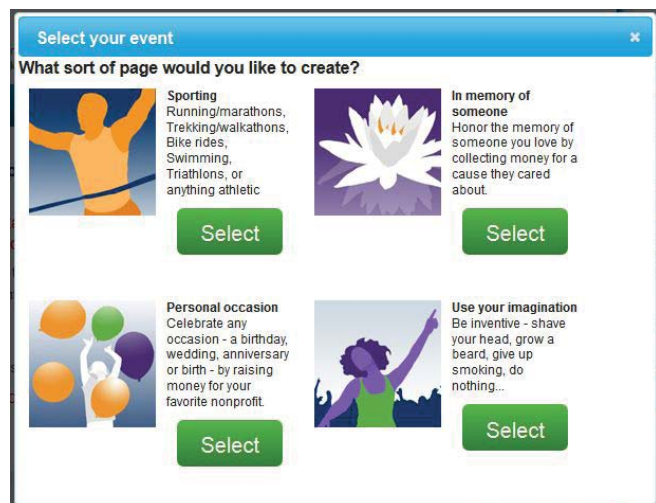 Select your event
×
What sort of page would you like to create?
Sporting
Running/marathons,
Trekking/walkathons,
Bike rides,
Swimming,
Triathlons, or
anything athletic
Select
In memory of
someone
Honor the memory of
someone you love by
collecting money for a
cause they cared
about.
Select
Personal occasion
Celebrate any
occasion - a birthday,
wedding, anniversary
or birth - by raising
money for your
favorite nonprofit.
Select
Use your imagination
Be inventive - shave
your head, grow a
beard, give up
smoking, do
nothing...
Select